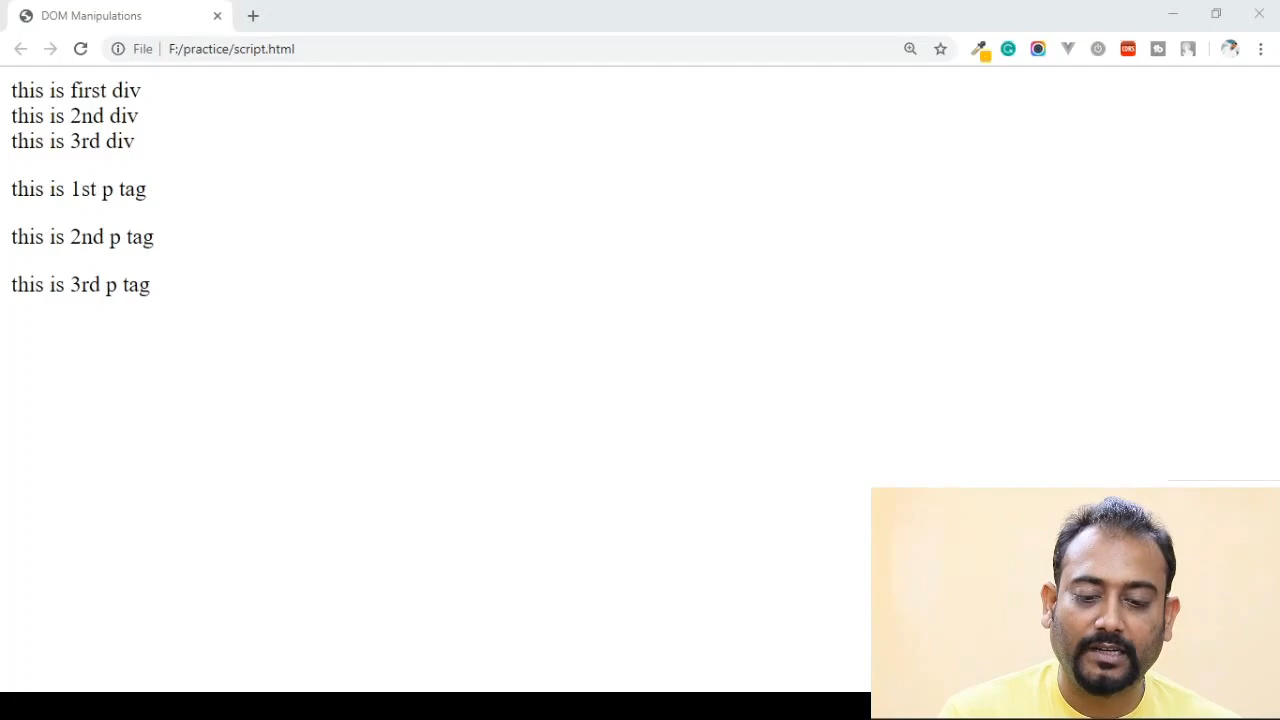 DOM Manipulations
File
F:/practice/script.html
CORS
this is first div
this is 2nd div
this is 3rd div
this is 1st p tag
this is 2nd p tag
this is 3rd p tag